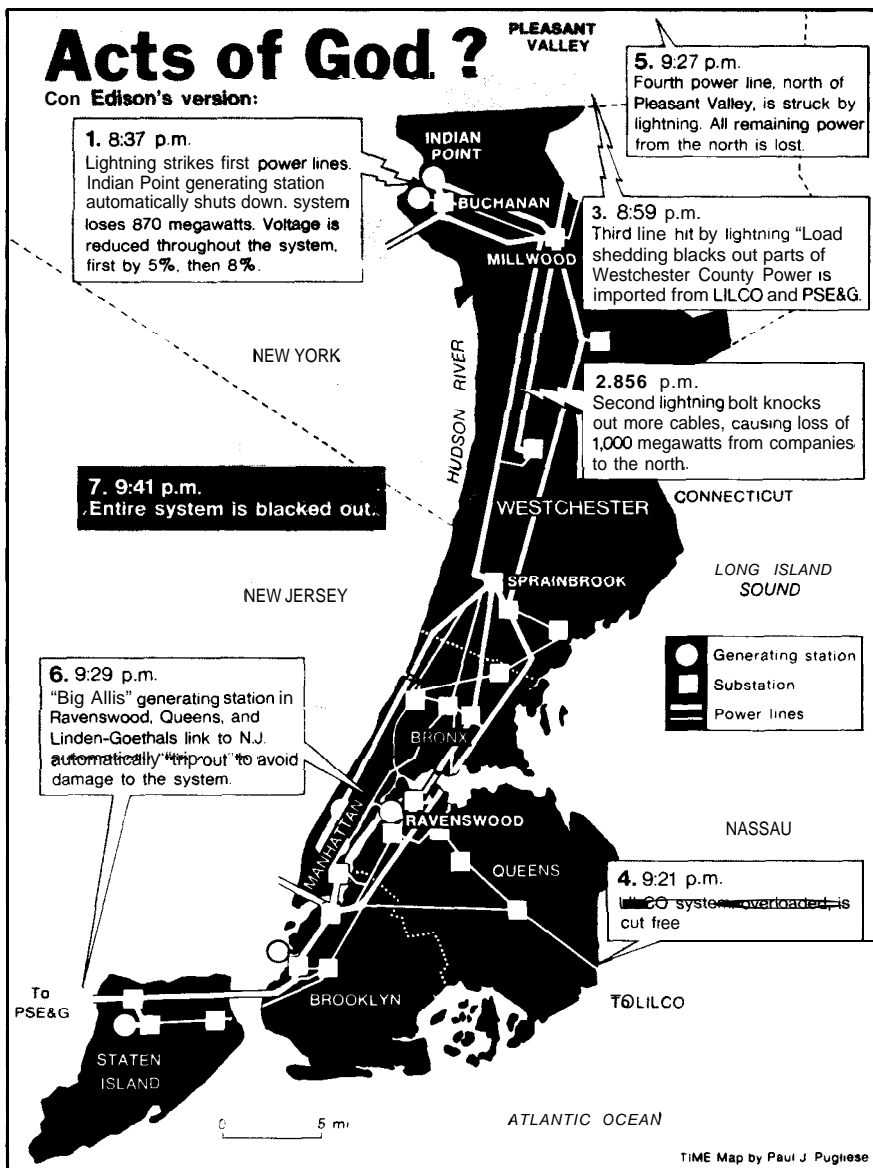 Acts of God ?
Con Edison's version:
PLEASANT
VALLEY
5. 9:27 p.m.
Fourth power line, north of
Pleasant Valley, is struck by
lightning. All remaining power
from the north is lost.
1. 8:37 p.m.
Lightning strikes first power lines.
Indian Point generating station
automatically shuts down. system
loses 870 megawatts. Voltage is
reduced throughout the system,
first by 5%, then 8%.
INDIAN
POINT
BUCHANAN
MILLWOOD
3. 8:59 p.m.
Third line hit by lightning "Load
shedding blacks out parts of
Westchester County Power is
imported from LILCO and PSE&G.
NEW YORK
HUDSON RIVER
2.856 p.m.
Second lightning bolt knocks
out more cables, causing loss of
1,000 megawatts from companies
to the north.
7. 9:41 p.m.
Entire system is blacked out.
WESTCHESTER
CONNECTICUT
NEW JERSEY
SPRAINBROOK
LONG ISLAND
SOUND
Generating station
Substation
Power lines
6. 9:29 p.m.
"Big Allis" generating station in
Ravenswood, Queens, and
Linden-Goethals link to N.J.
automatically "trip out" to avoid
damage to the system.
BRONX
MANHATTAN
RAVENSWOOD
QUEENS
NASSAU
4. 9:21 p.m.
LILCO system overloaded, is
cut free
To
PSE&G
BROOKLYN
TO LILCO
STATEN
ISLAND
0 5 mi
ATLANTIC OCEAN
TIME Map by Paul J. Pugliese